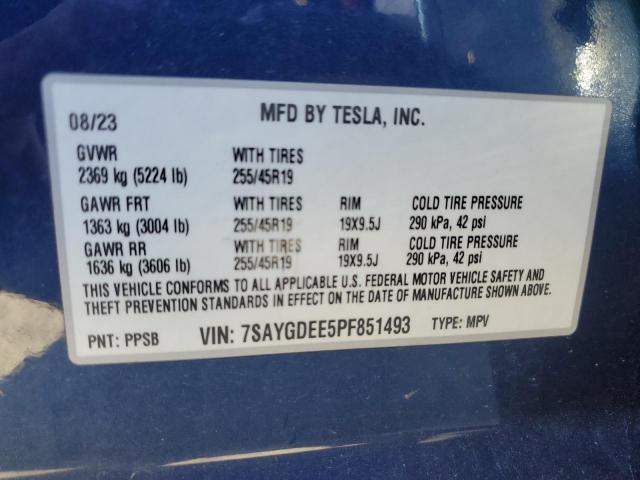 08/23 MFD BY TESLA, INC.
GVWR WITH TIRES
2369 kg (5224 lb) 255/45R19
GAWR FRT WITH TIRES RIM COLD TIRE PRESSURE
1363 kg (3004 lb) 255/45R19 19X9.5J 290 kPa, 42 psi
GAWR RR WITH TIRES RIM COLD TIRE PRESSURE
1636 kg (3606 lb) 255/45R19 19X9.5J 290 kPa, 42 psi
THIS VEHICLE CONFORMS TO ALL APPLICABLE U.S. FEDERAL MOTOR VEHICLE SAFETY AND
THEFT PREVENTION STANDARDS IN EFFECT ON THE DATE OF MANUFACTURE SHOWN ABOVE.
PNT: PPSB VIN: 7SAYGDEE5PF851493 TYPE: MPV